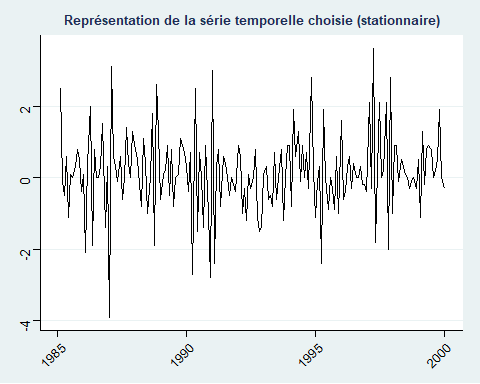 Représentation de la série temporelle choisie (stationnaire)
2
0
-2
-4
1985 1990 1995 2000